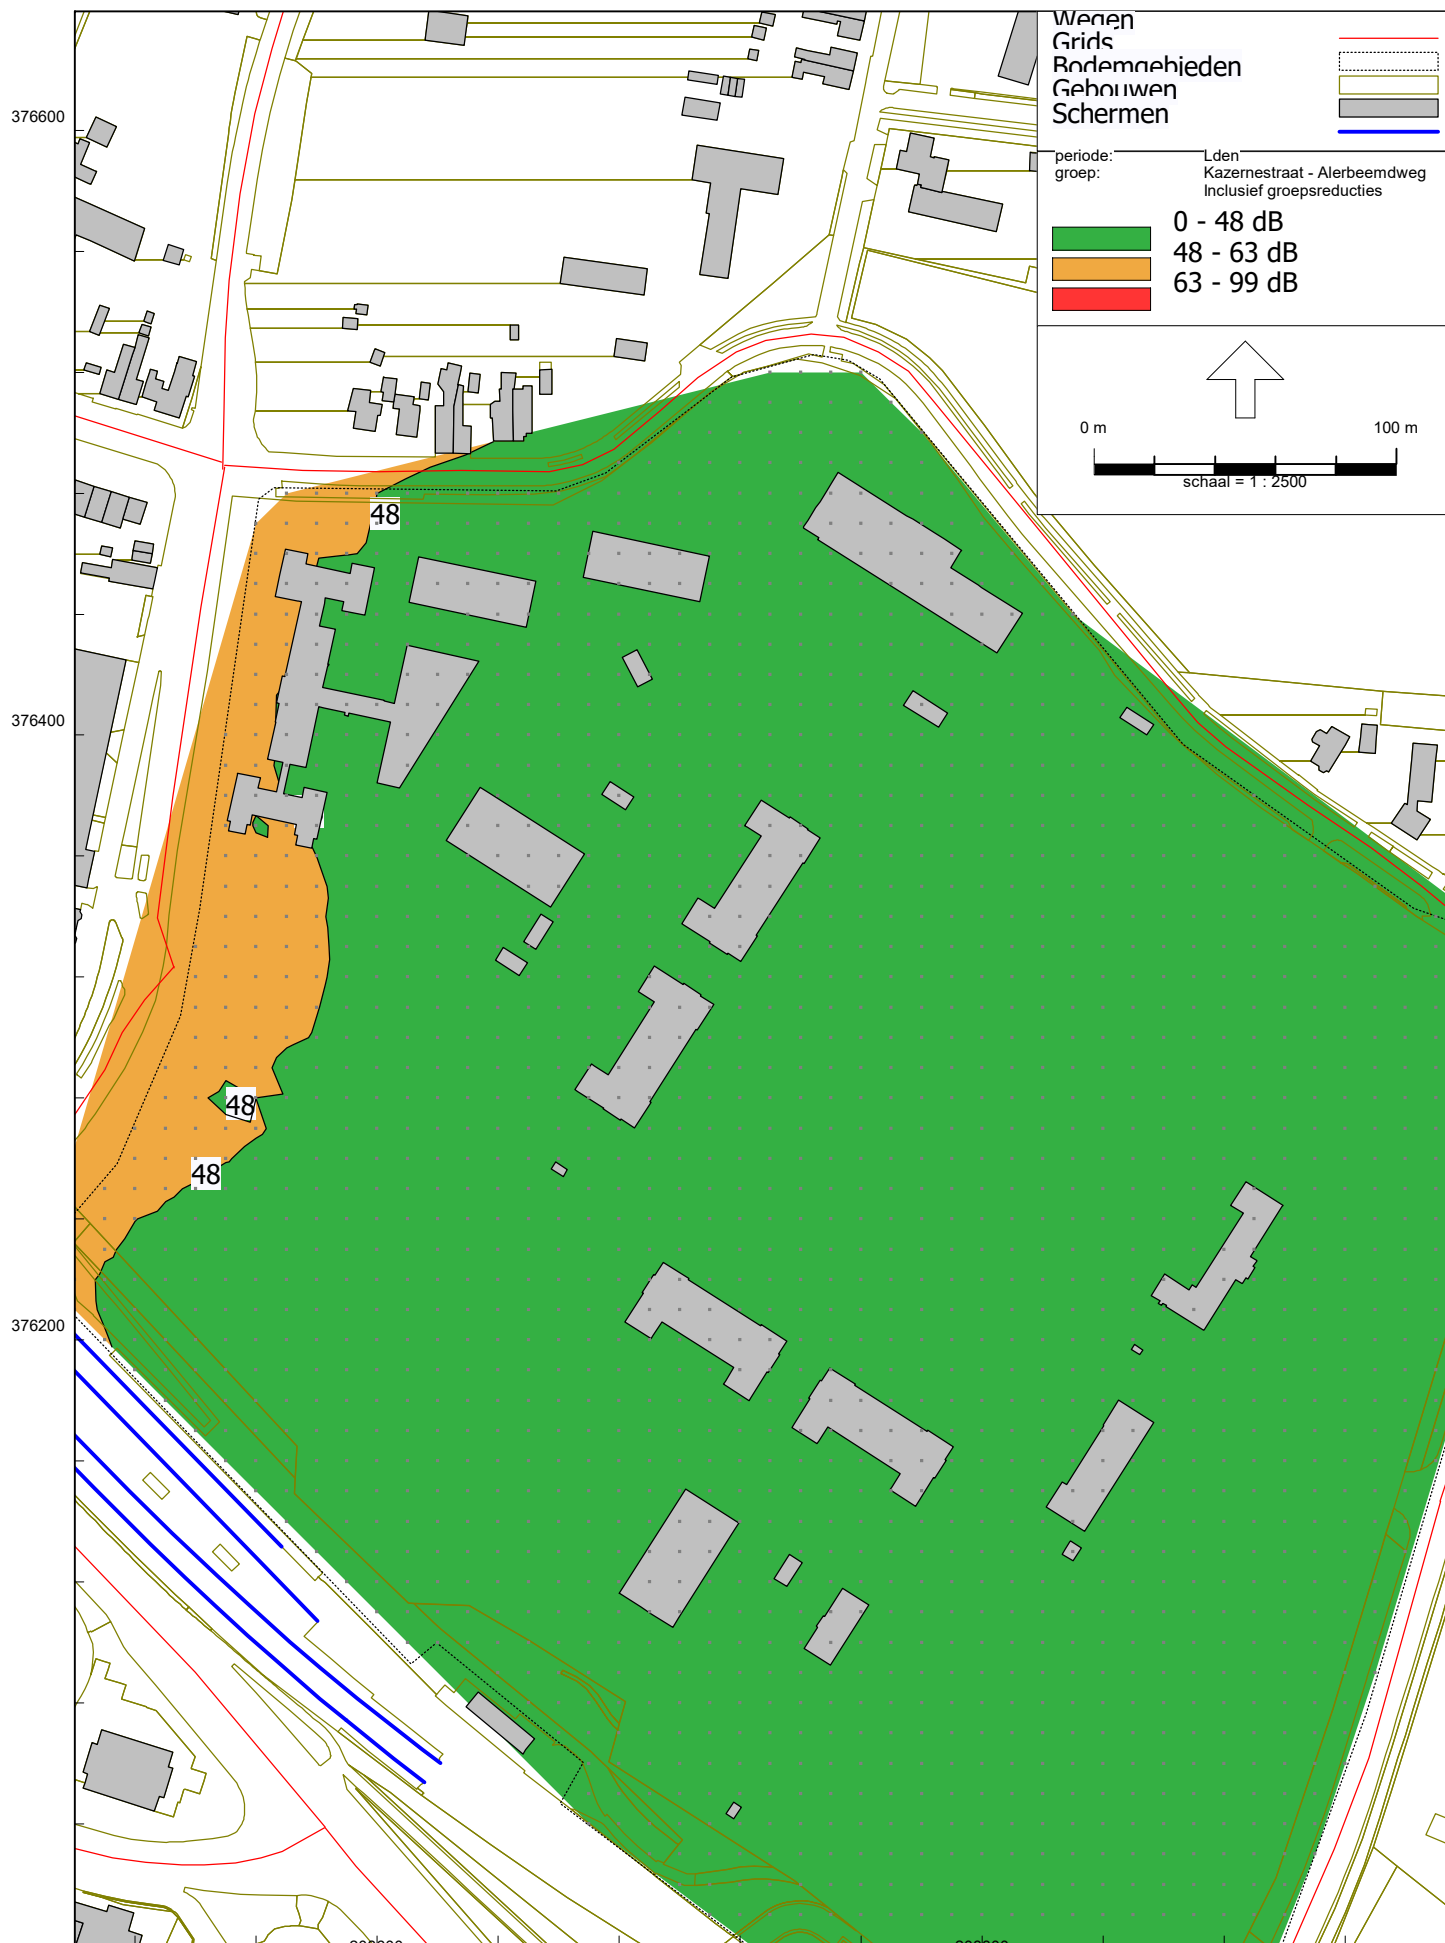 Wegen
Grids
Bodemgebieden
Gebouwen
Schermen
periode: Lden
groep: Kazernestraat - Alerbeemdweg
Inclusief groepsreducties
0 - 48 dB
48 - 63 dB
63 - 99 dB
0 m 100 m
schaal = 1 : 2500
376600
48
376400
48
48
376200